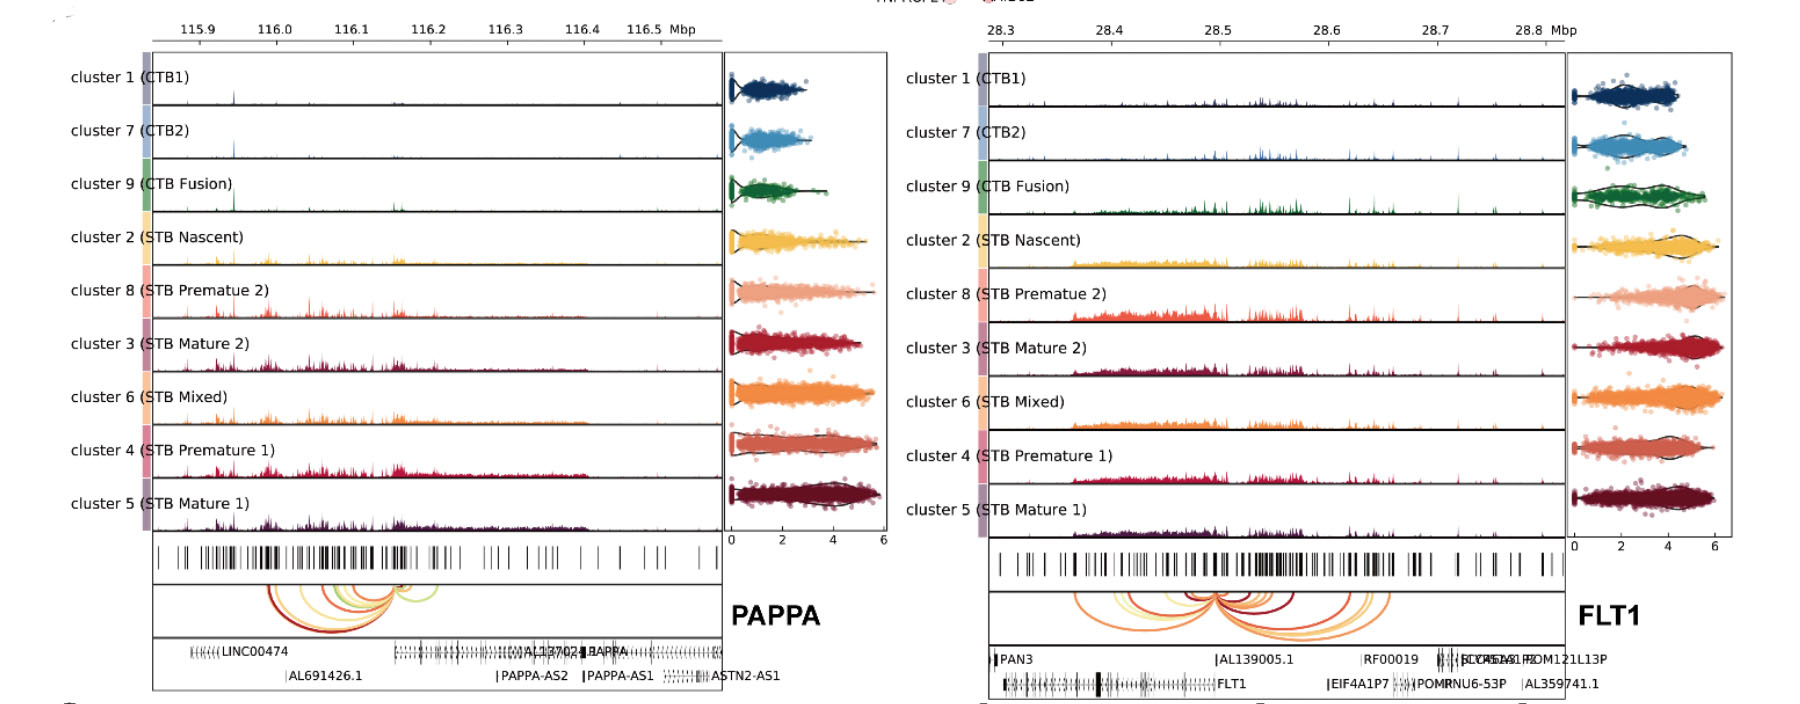 115.9 116.0 116.1 116.2 116.3 116.4 116.5 Mbp
cluster 1 (CTB1)
cluster 7 (CTB2)
cluster 9 (CTB Fusion)
cluster 2 (STB Nascent)
cluster 8 (STB Prematue 2)
cluster 3 (STB Mature 2)
cluster 6 (STB Mixed)
cluster 4 (STB Premature 1)
cluster 5 (STB Mature 1)
0 2 4 6
PAPPA
LINC00474 PAPPA
AL691426.1 PAPPA-AS2 PAPPA-AS1 ASTN2-AS1
28.3 28.4 28.5 28.6 28.7 28.8 Mbp
cluster 1 (CTB1)
cluster 7 (CTB2)
cluster 9 (CTB Fusion)
cluster 2 (STB Nascent)
cluster 8 (STB Prematue 2)
cluster 3 (STB Mature 2)
cluster 6 (STB Mixed)
cluster 4 (STB Premature 1)
cluster 5 (STB Mature 1)
0 2 4 6
FLT1
PAN3 AL139005.1 RF00019 POM121L13P
FLT1 EIF4A1P7 AL359741.1